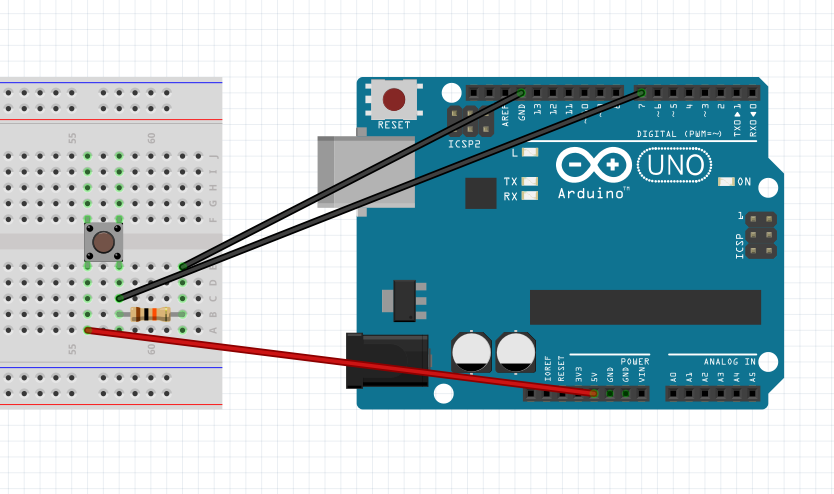 55
60
J
I
H
G
F
E
D
C
B
A
55
60
RESET
ICSP2
AREF
GND
13
12
11
~10
~9
8
7
~6
~5
4
~3
2
TX0▶1
RX0◀0
DIGITAL (PWM=~)
L
TX
RX
Arduino™
UNO
ON
1
ICSP
IOREF
RESET
3V3
5V
GND
GND
VIN
POWER
ANALOG IN
A0
A1
A2
A3
A4
A5